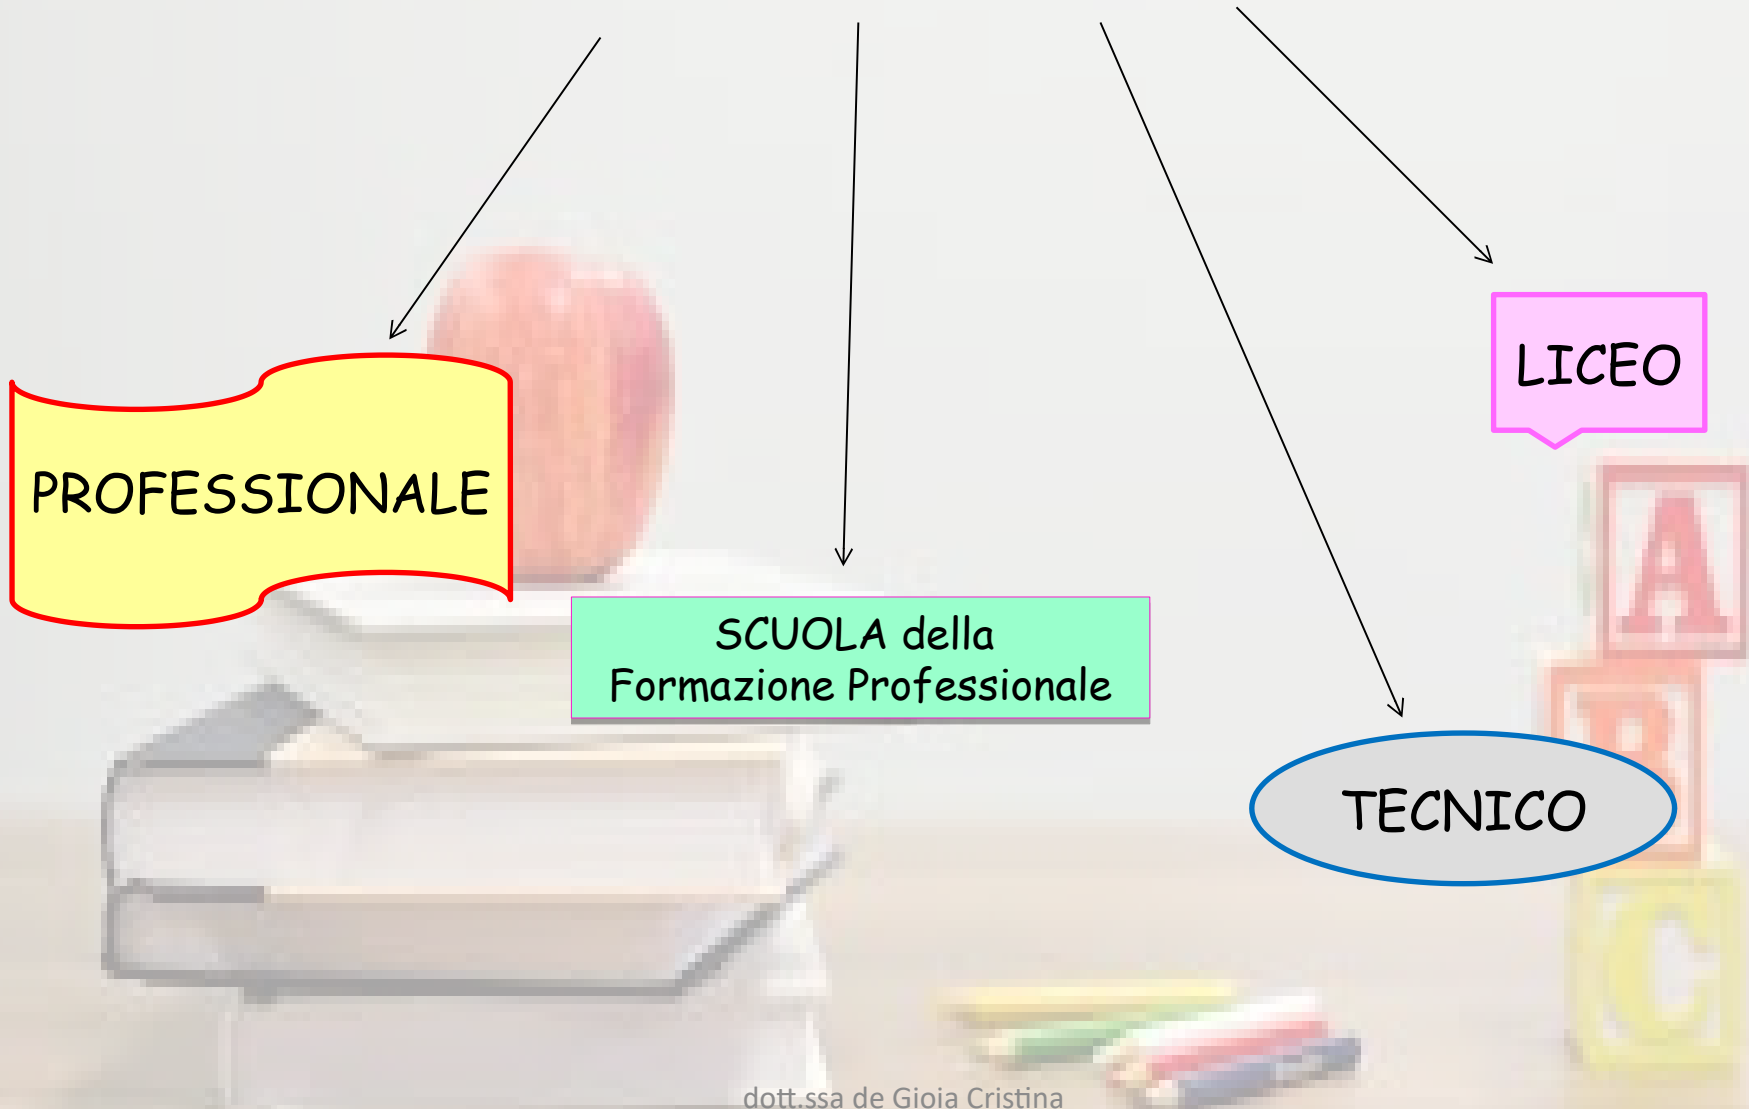 LICEO
PROFESSIONALE
SCUOLA della
Formazione Professionale
TECNICO
A
B
C
dott.ssa de Gioia Cristina